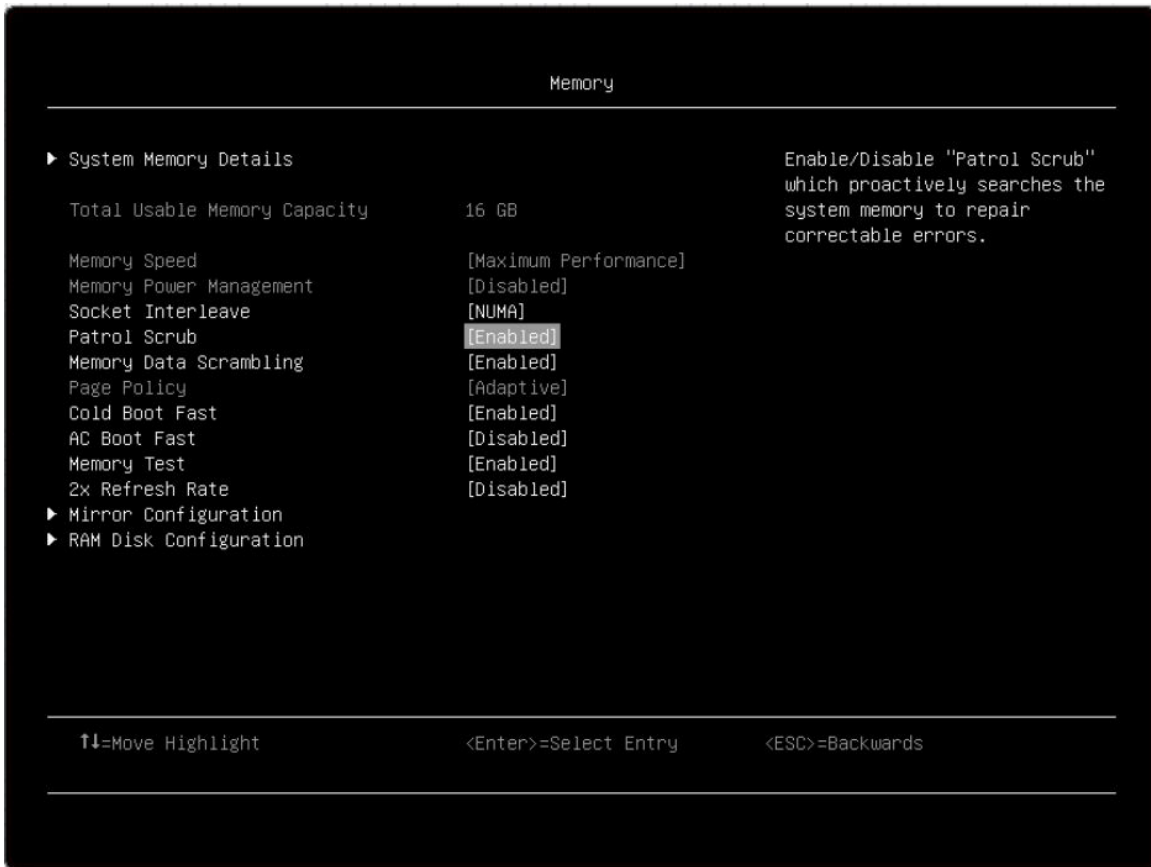 Memory
▶ System Memory Details
Total Usable Memory Capacity 16 GB
Memory Speed [Maximum Performance]
Memory Power Management [Disabled]
Socket Interleave [NUMA]
Patrol Scrub [Enabled]
Memory Data Scrambling [Enabled]
Page Policy [Adaptive]
Cold Boot Fast [Enabled]
AC Boot Fast [Disabled]
Memory Test [Enabled]
2x Refresh Rate [Disabled]
▶ Mirror Configuration
▶ RAM Disk Configuration
Enable/Disable "Patrol Scrub"
which proactively searches the
system memory to repair
correctable errors.
↑↓=Move Highlight <Enter>=Select Entry <ESC>=Backwards